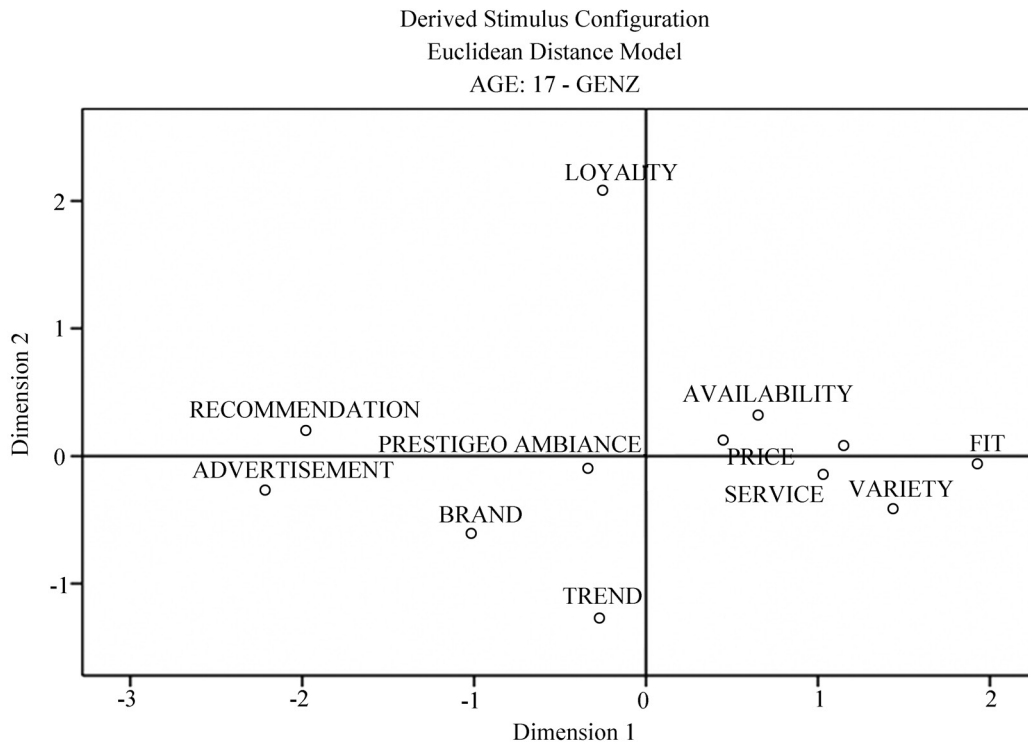 Derived Stimulus Configuration
Euclidean Distance Model
AGE: 17 - GENZ
LOYALITY
2
1
AVAILABILITY
RECOMMENDATION
PRESTIGEO AMBIANCE
FIT
0
PRICE
ADVERTISEMENT
SERVICE
VARIETY
BRAND
-1
TREND
Dimension 2
-3
-2
-1
0
1
2
Dimension 1